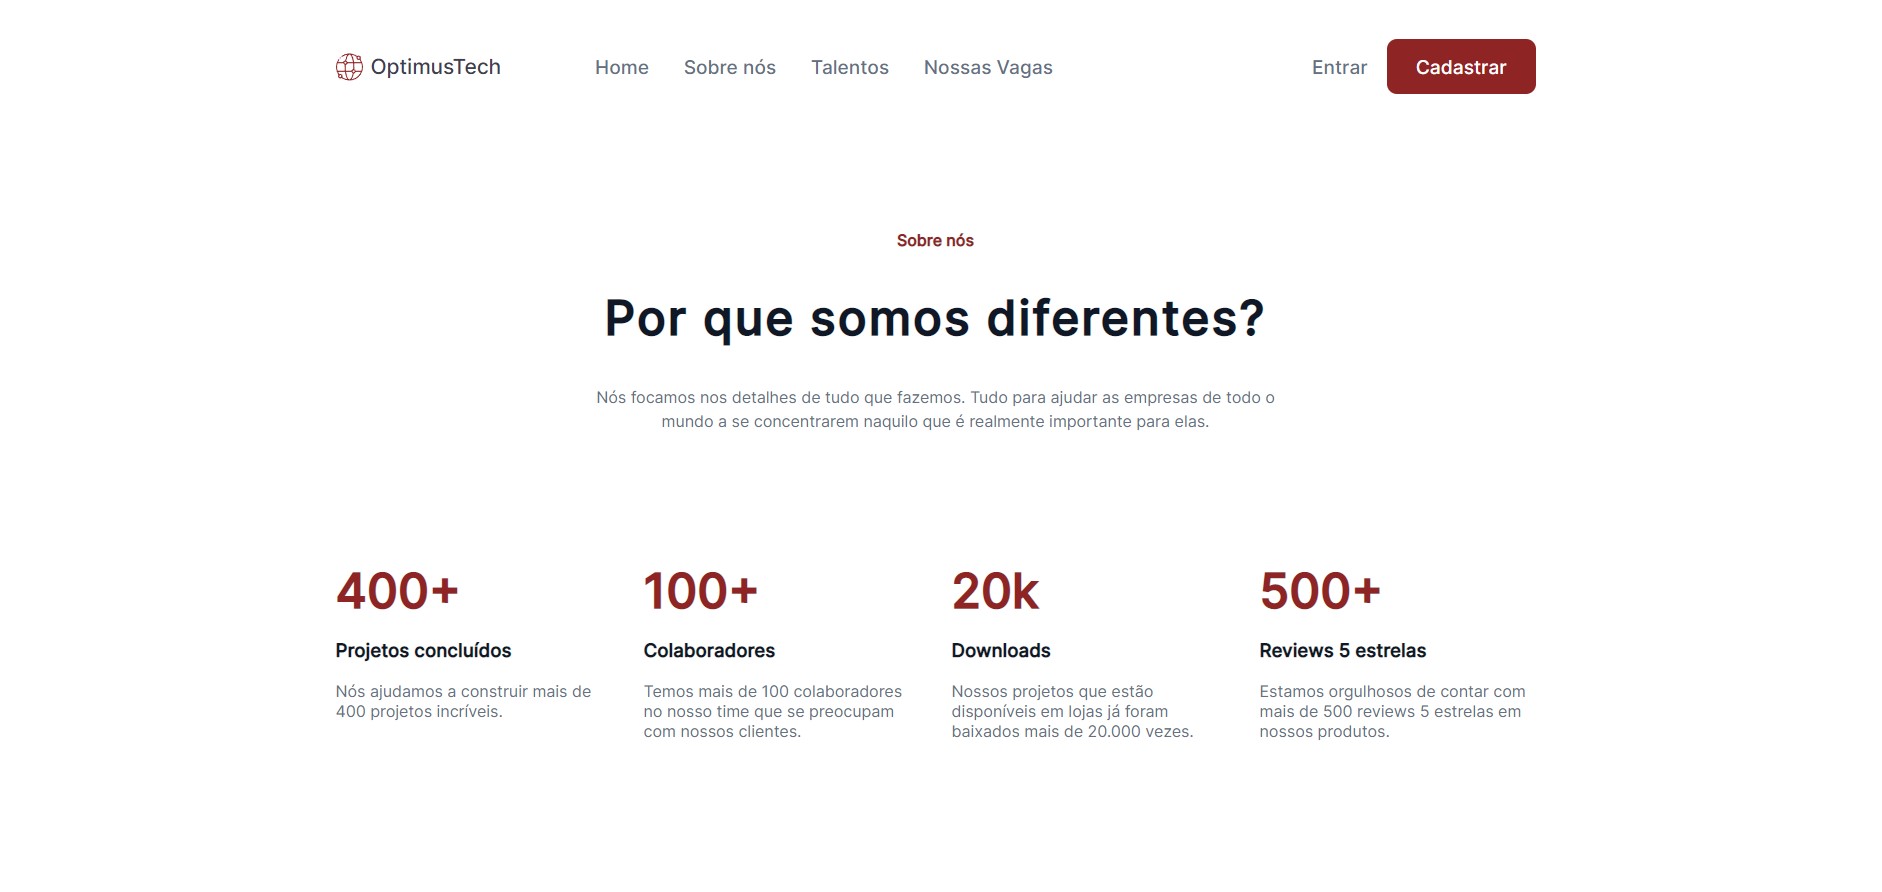 OptimusTech Home Sobre nós Talentos Nossas Vagas Entrar Cadastrar
Sobre nós
Por que somos diferentes?
Nós focamos nos detalhes de tudo que fazemos. Tudo para ajudar as empresas de todo o
mundo a se concentrarem naquilo que é realmente importante para elas.
400+
Projetos concluídos
Nós ajudamos a construir mais de
400 projetos incríveis.
100+
Colaboradores
Temos mais de 100 colaboradores
no nosso time que se preocupam
com nossos clientes.
20k
Downloads
Nossos projetos que estão
disponíveis em lojas já foram
baixados mais de 20.000 vezes.
500+
Reviews 5 estrelas
Estamos orgulhosos de contar com
mais de 500 reviews 5 estrelas em
nossos produtos.